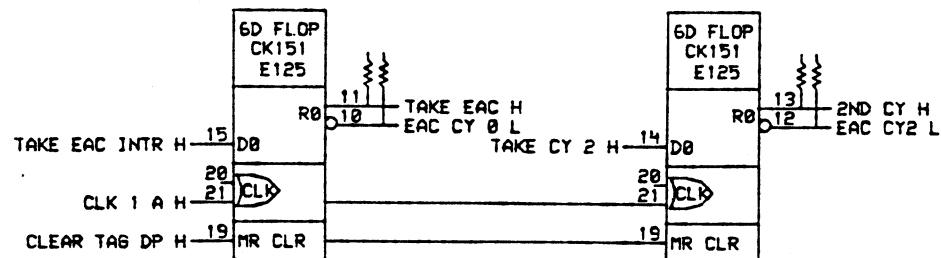 6D FLOP
CK151
E125
R0
11
TAKE EAC H
10
EAC CY 0 L
TAKE EAC INTR H
15
D0
20
21
CLK
CLK 1 A H
CLEAR TAG DP H
19
MR CLR
6D FLOP
CK151
E125
R0
13
2ND CY H
12
EAC CY2 L
TAKE CY 2 H
14
D0
20
21
CLK
19
MR CLR